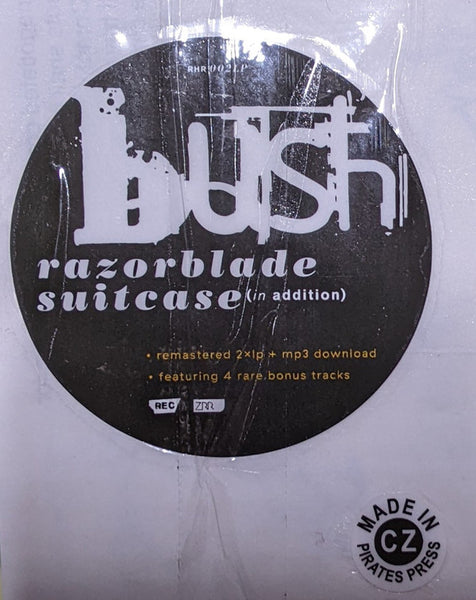 bush
razorblade
suitcase (in addition)
• remastered 2×lp + mp3 download
• featuring 4 rare bonus tracks
REC ZRR
MADE IN
CZ
PIRATES PRESS